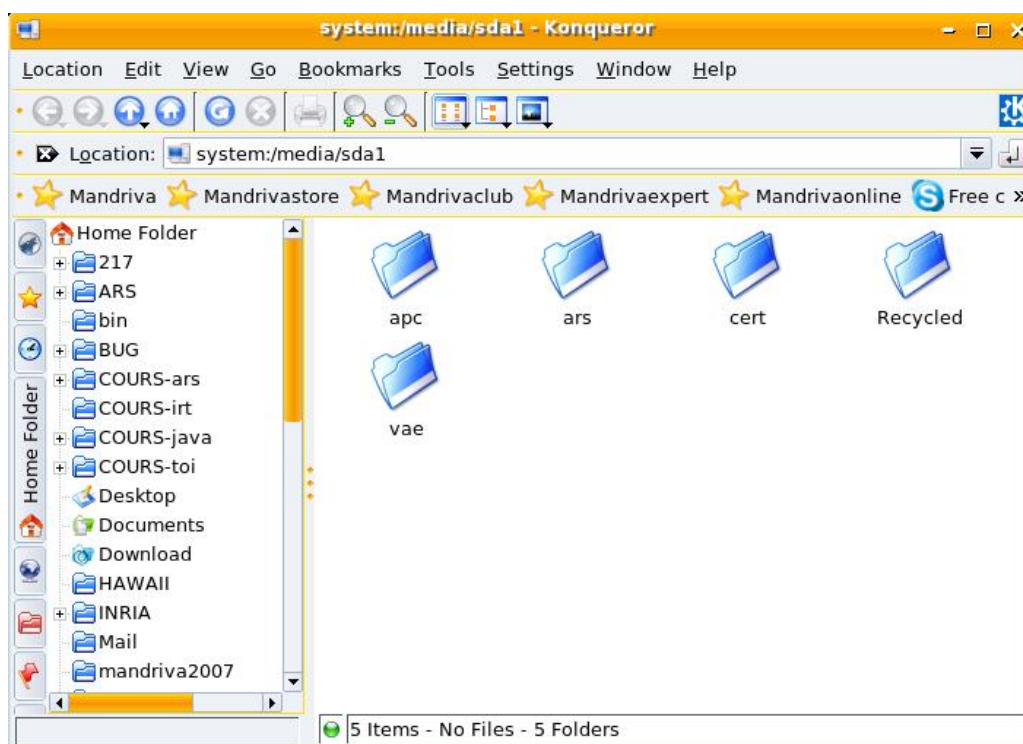 system:/media/sda1 - Konqueror
Location Edit View Go Bookmarks Tools Settings Window Help
Location: system:/media/sda1
Mandriva Mandrivastore Mandrivaclub Mandrivaexpert Mandrivaonline Free c
Home Folder
Home Folder
217
ARS
bin
BUG
COURS-ars
COURS-irt
COURS-java
COURS-toi
Desktop
Documents
Download
HAWAII
INRIA
Mail
mandriva2007
apc ars cert Recycled
vae
5 Items - No Files - 5 Folders